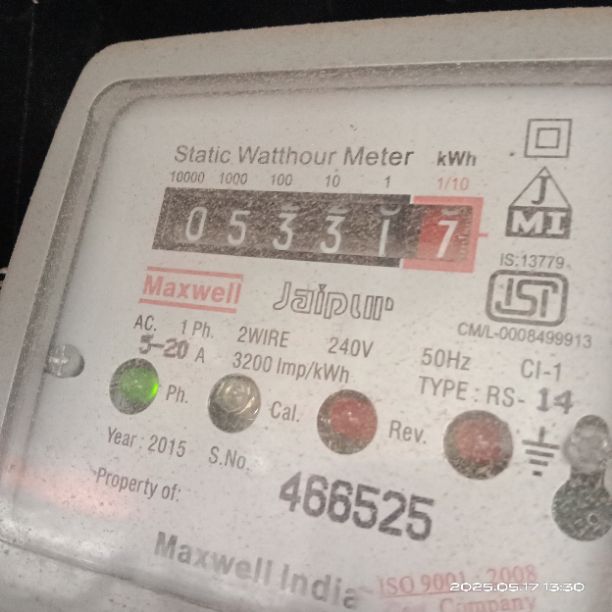 Static Watthour Meter kWh
10000 1000 100 10 1 1/10
0 5 3 3 1 7
J
MI
IS:13779
ISI
CM/L-0008499913
Maxwell Jaipur
AC. 1 Ph. 2WIRE 240V 50Hz Cl-1
5-20 A 3200 Imp/kWh TYPE : RS- 14
Ph. Cal. Rev.
Year : 2015 S.No.
Property of: 466525
Maxwell India ISO 9001 : 2008
Company
2025.05.17 13:30